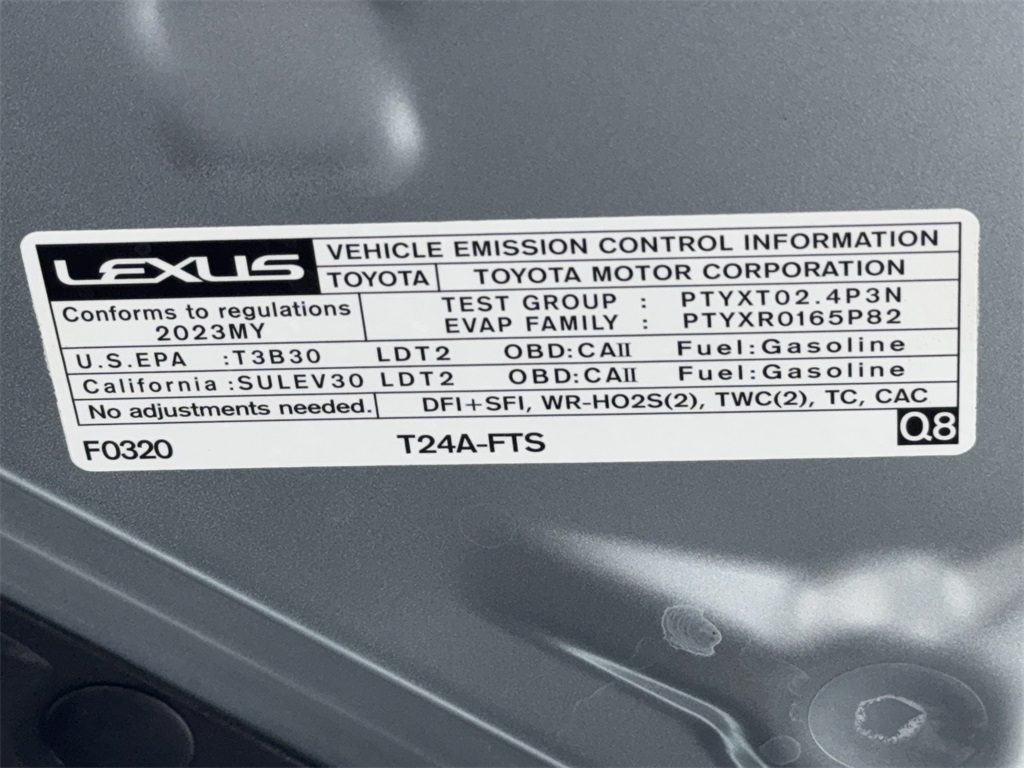 LEXUS
VEHICLE EMISSION CONTROL INFORMATION
TOYOTA TOYOTA MOTOR CORPORATION
Conforms to regulations
2023MY
TEST GROUP : PTYXT02.4P3N
EVAP FAMILY : PTYXR0165P82
U.S.EPA :T3B30 LDT2 OBD:CAII Fuel:Gasoline
California:SULEV30 LDT2 OBD:CAII Fuel:Gasoline
No adjustments needed. DFI+SFI, WR-HO2S(2), TWC(2), TC, CAC
F0320 T24A-FTS Q8